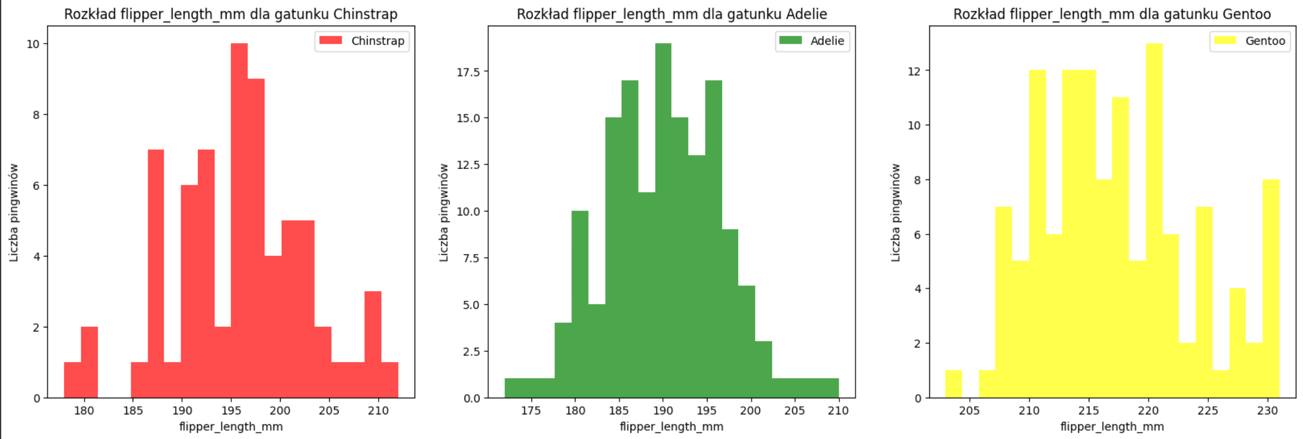 Rozkład flipper_length_mm dla gatunku Chinstrap
Chinstrap
10
8
6
4
2
0
Liczba pingwinów
180 185 190 195 200 205 210
flipper_length_mm
Rozkład flipper_length_mm dla gatunku Adelie
Adelie
17.5
15.0
12.5
10.0
7.5
5.0
2.5
0.0
Liczba pingwinów
175 180 185 190 195 200 205 210
flipper_length_mm
Rozkład flipper_length_mm dla gatunku Gentoo
Gentoo
12
10
8
6
4
2
0
Liczba pingwinów
205 210 215 220 225 230
flipper_length_mm